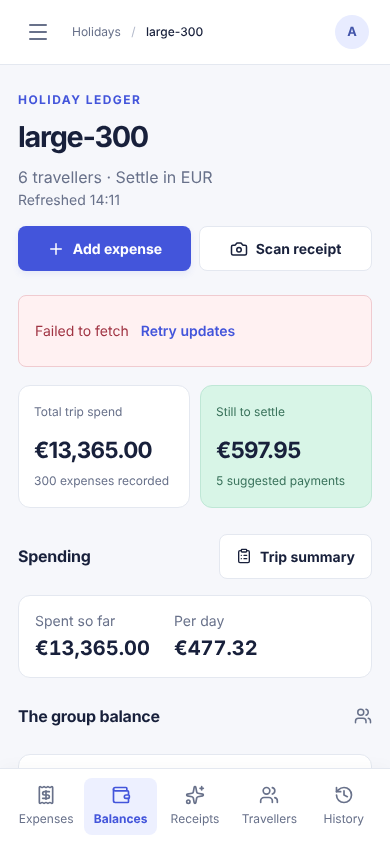 Holidays / large-300
A
HOLIDAY LEDGER
large-300
6 travellers · Settle in EUR
Refreshed 14:11
Add expense
Scan receipt
Failed to fetch Retry updates
Total trip spend
€13,365.00
300 expenses recorded
Still to settle
€597.95
5 suggested payments
Spending
Trip summary
Spent so far
€13,365.00
Per day
€477.32
The group balance
Expenses
Balances
Receipts
Travellers
History